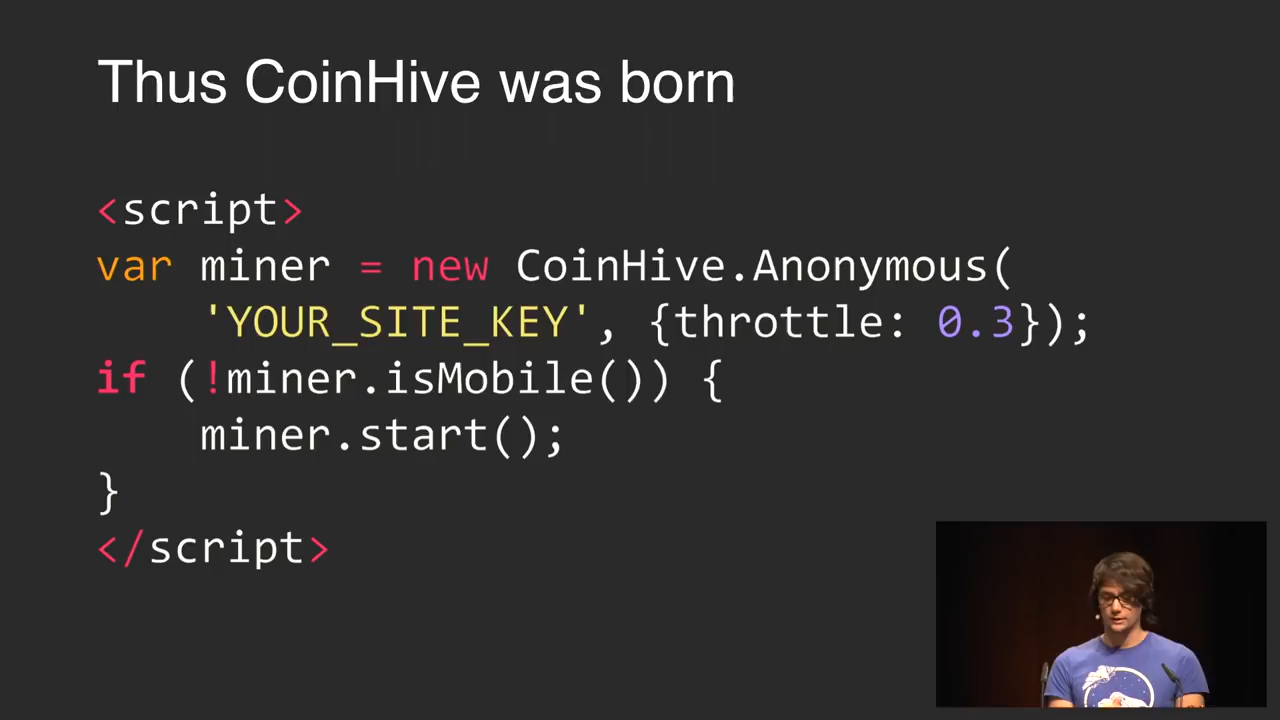 Thus CoinHive was born
<script>
var miner = new CoinHive.Anonymous(
'YOUR_SITE_KEY', {throttle: 0.3});
if (!miner.isMobile()) {
miner.start();
}
</script>